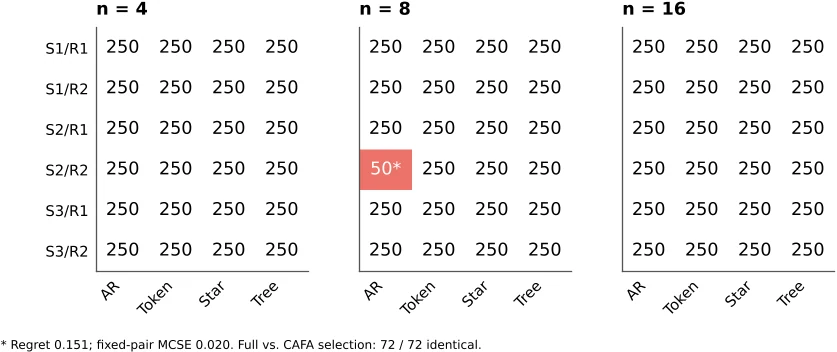 n = 4 n = 8 n = 16
S1/R1 250 250 250 250 250 250 250 250 250 250 250 250
S1/R2 250 250 250 250 250 250 250 250 250 250 250 250
S2/R1 250 250 250 250 250 250 250 250 250 250 250 250
S2/R2 250 250 250 250 50* 250 250 250 250 250 250 250
S3/R1 250 250 250 250 250 250 250 250 250 250 250 250
S3/R2 250 250 250 250 250 250 250 250 250 250 250 250
AR Token Star Tree AR Token Star Tree AR Token Star Tree
* Regret 0.151; fixed-pair MCSE 0.020. Full vs. CAFA selection: 72 / 72 identical.